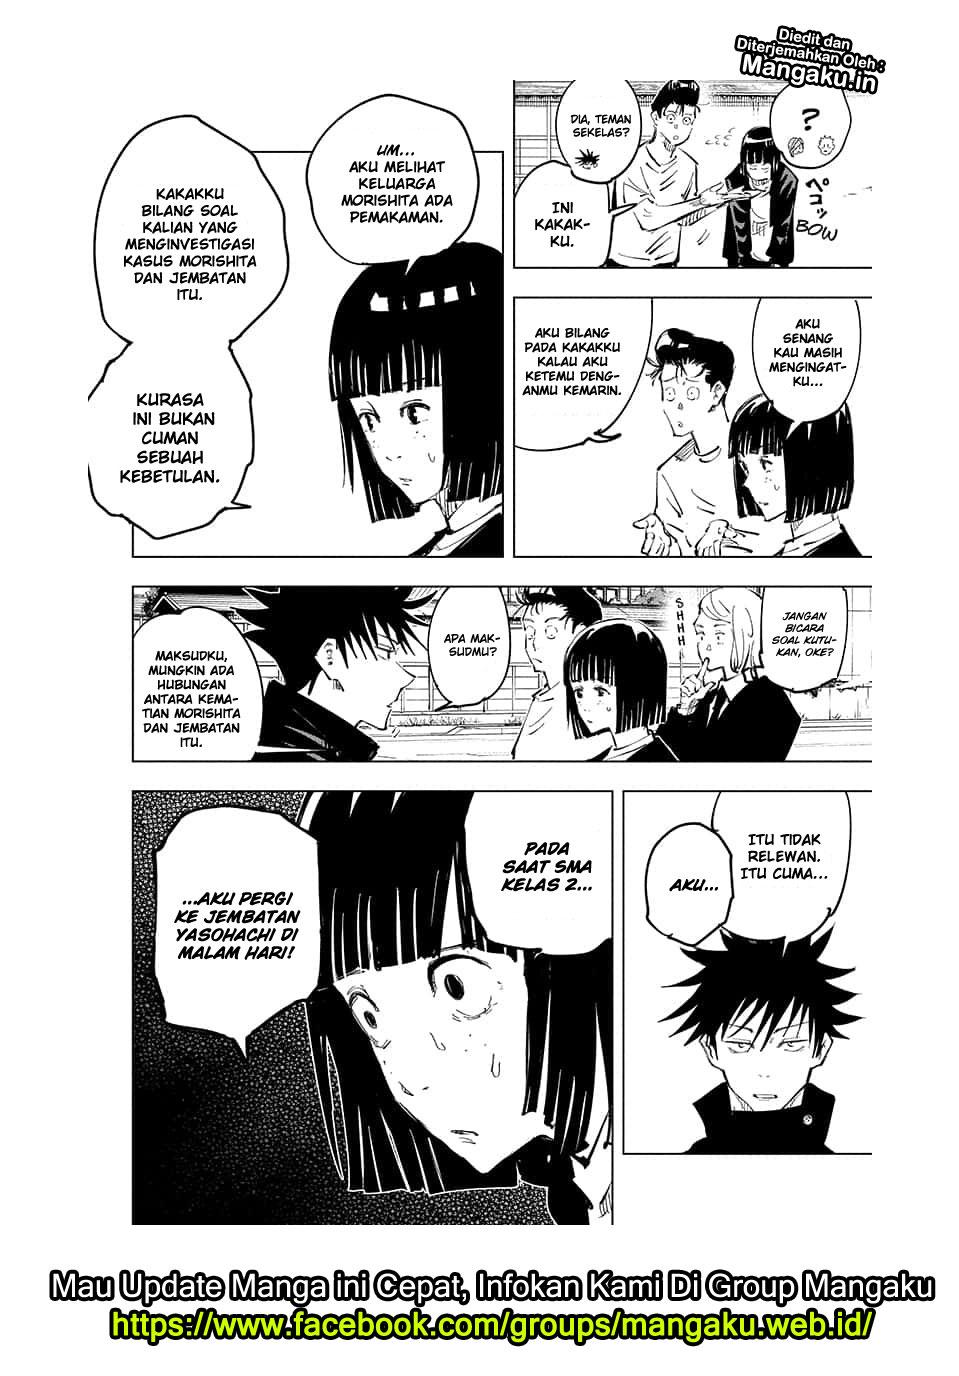 Diedit dan
Diterjemahkan Oleh :
Mangaku.in
?
DIA, TEMAN
SEKELAS?
INI
KAKAK-
KU.
ペコッ
BOW
UM...
AKU MELIHAT
KELUARGA
MORISHITA ADA
PEMAKAMAN.
KAKAKKU
BILANG SOAL
KALIAN YANG
MENGINVESTIGASI
KASUS MORISHITA
DAN JEMBATAN
ITU.
KURASA
INI BUKAN
CUMAN
SEBUAH
KEBETULAN.
AKU
SENANG
KAU MASIH
MENGINGAT-
KU...
AKU BILANG
PADA KAKAKKU
KALAU AKU
KETEMU DENG-
ANMU KEMARIN.
JANGAN
BICARA
SOAL KUTU-
KAN, OKE?
SHHH
APA MAK-
SUDMU?
MAKSUDKU,
MUNGKIN ADA
HUBUNGAN
ANTARA KEMA-
TIAN MORISHITA
DAN JEMBATAN
ITU.
ITU TIDAK
RELEWAN.
ITU CUMA...
AKU...
PADA
SAAT SMA
KELAS 2...
...AKU PERGI
KE JEMBATAN
YASOHACHI DI
MALAM HARI!
Mau Update Manga ini Cepat, Infokan Kami Di Group Mangaku
https://www.facebook.com/groups/mangaku.web.id/